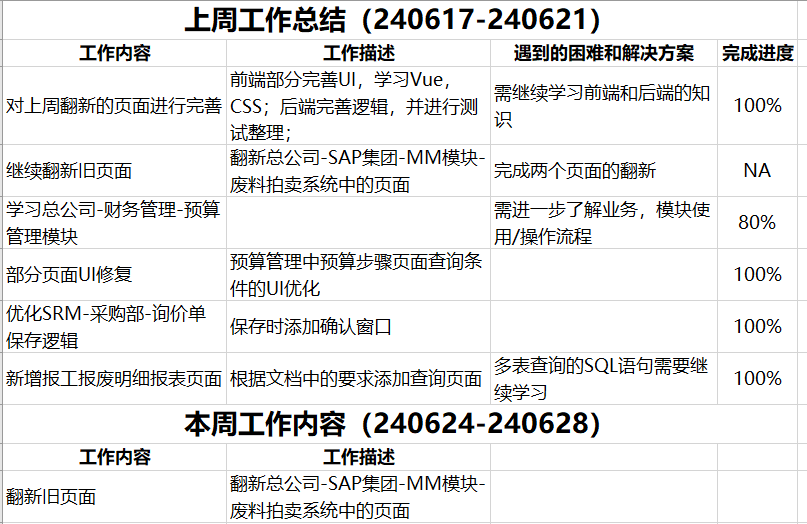 上周工作总结（240617-240621）
工作内容 工作描述 遇到的困难和解决方案 完成进度
对上周翻新的页面进行完善
前端部分完善UI，学习Vue，
CSS；后端完善逻辑，并进行测
试整理；
需继续学习前端和后端的知
识
100%
继续翻新旧页面
翻新总公司-SAP集团-MM模块-
废料拍卖系统中的页面
完成两个页面的翻新
NA
学习总公司-财务管理-预算
管理模块
需进一步了解业务，模块使
用/操作流程
80%
部分页面UI修复
预算管理中预算步骤页面查询条
件的UI优化
100%
优化SRM-采购部-询价单
保存逻辑
保存时添加确认窗口
100%
新增报工报废明细报表页面
根据文档中的要求添加查询页面
多表查询的SQL语句需要继
续学习
100%
本周工作内容（240624-240628）
工作内容 工作描述
翻新旧页面
翻新总公司-SAP集团-MM模块-
废料拍卖系统中的页面